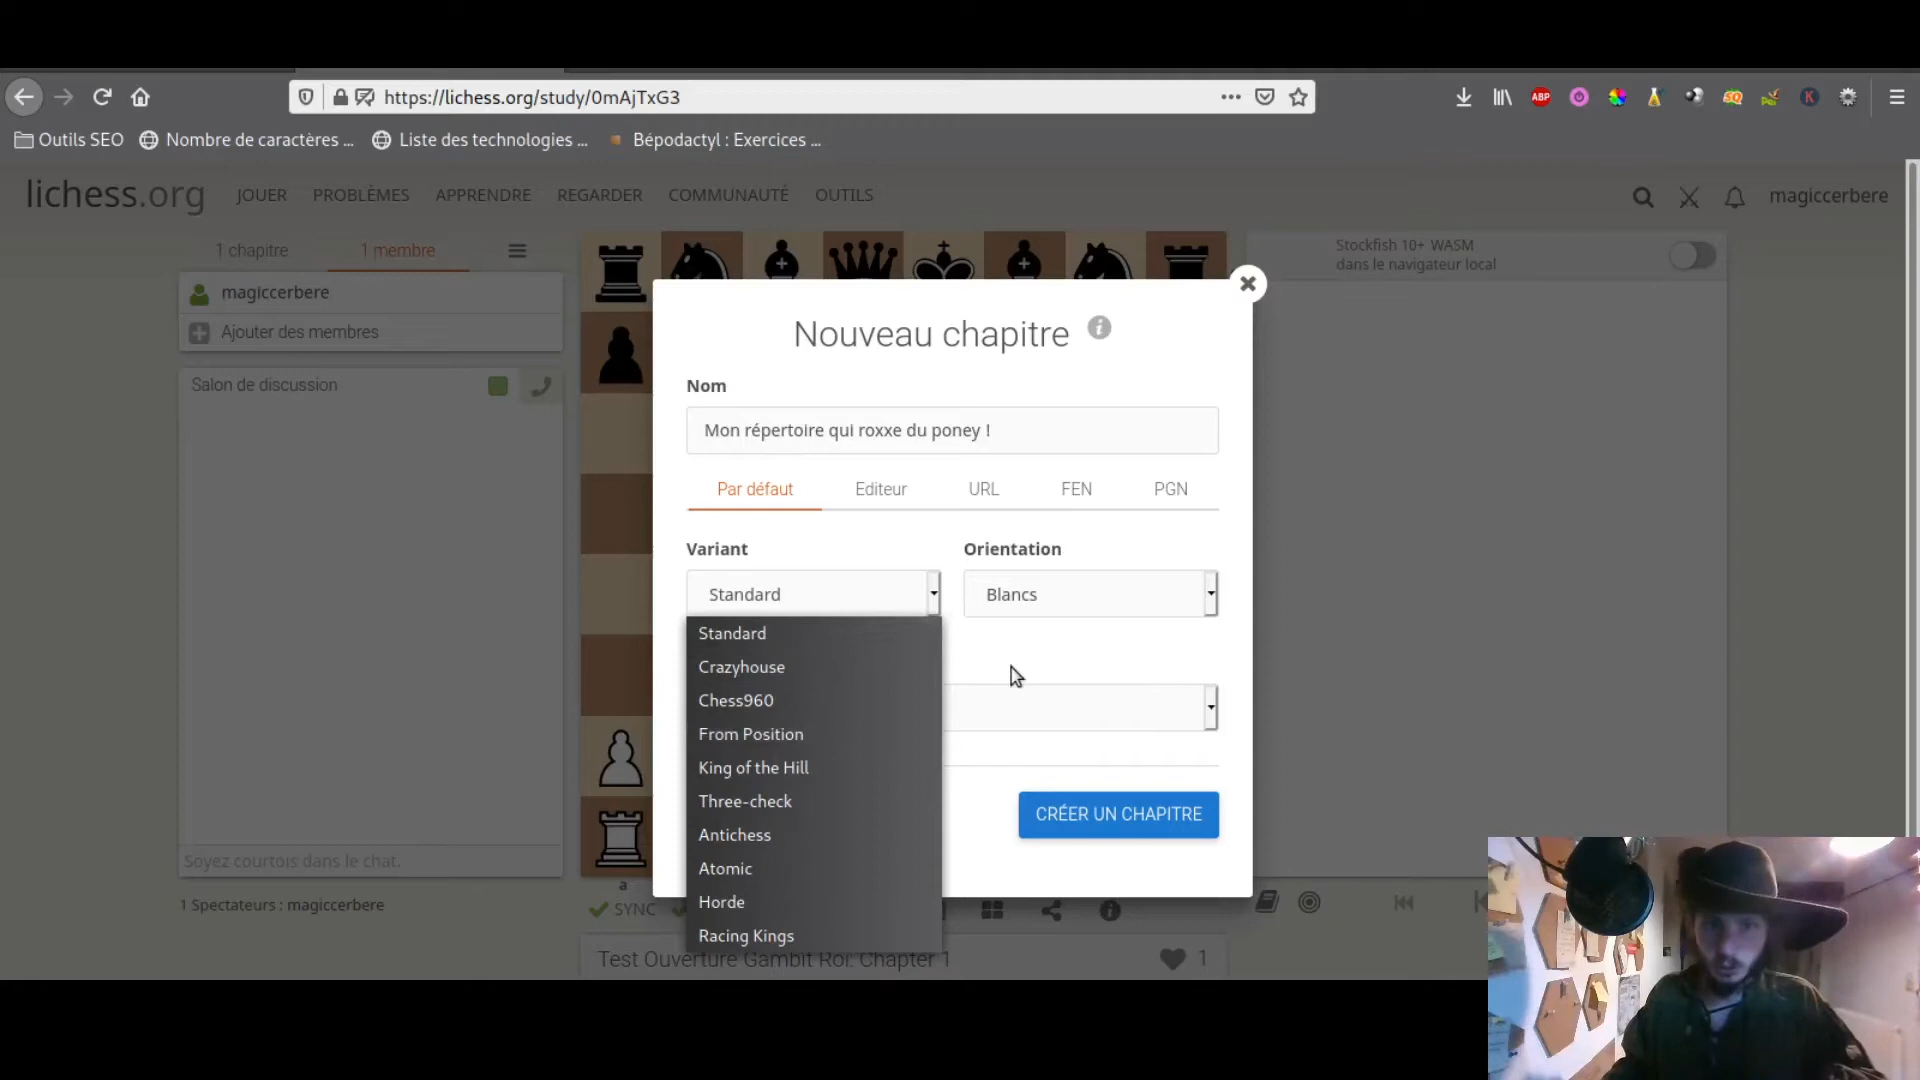 https://lichess.org/study/0mAjTxG3
ABP
Outils SEO
Nombre de caractères ...
Liste des technologies ...
Bépodactyl : Exercices ...
lichess.org
JOUER
PROBLÈMES
APPRENDRE
REGARDER
COMMUNAUTÉ
OUTILS
magiccerbere
1 chapitre
1 membre
magiccerbere
Ajouter des membres
Salon de discussion
Soyez courtois dans le chat.
1 Spectateurs : magiccerbere
Stockfish 10+ WASM
dans le navigateur local
Nouveau chapitre
Nom
Mon répertoire qui roxxe du poney !
Par défaut
Editeur
URL
FEN
PGN
Variant
Orientation
Standard
Blancs
Standard
Crazyhouse
Chess960
From Position
King of the Hill
Three-check
Antichess
Atomic
Horde
Racing Kings
CRÉER UN CHAPITRE
a
SYNC
Test Ouverture Gambit Roi: Chapter 1
1